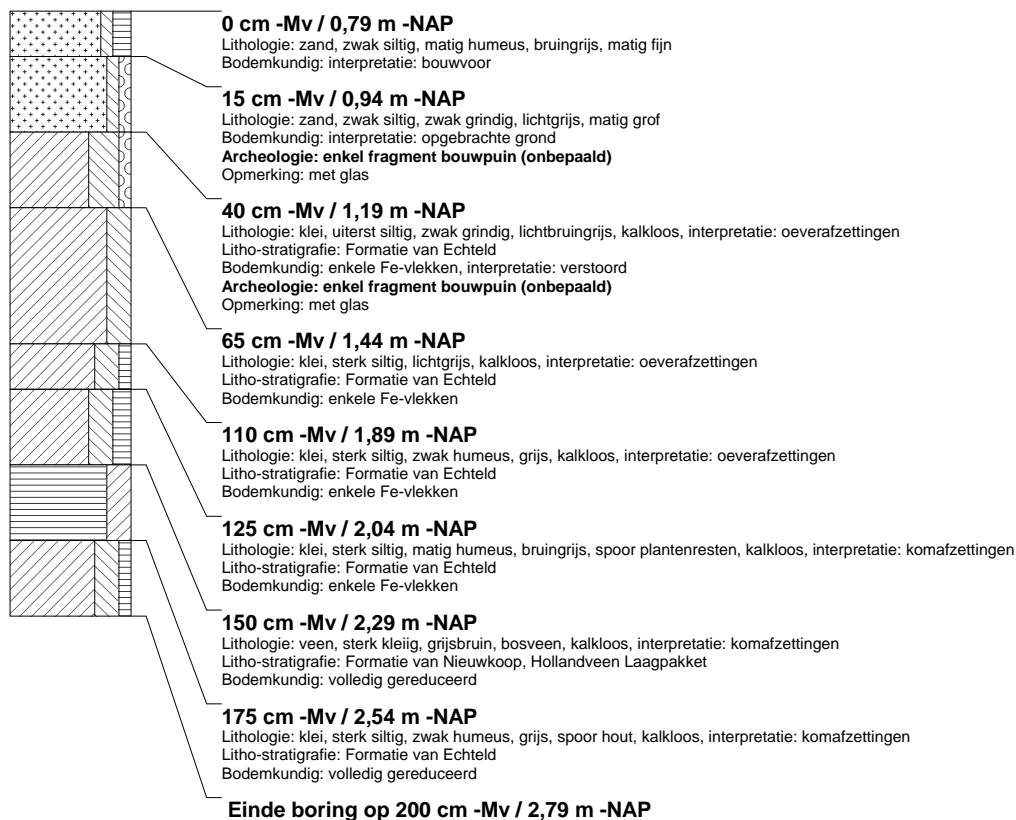 0 cm -Mv / 0,79 m -NAP
Lithologie: zand, zwak siltig, matig humeus, bruingrijs, matig fijn
Bodemkundig: interpretatie: bouwvoor
15 cm -Mv / 0,94 m -NAP
Lithologie: zand, zwak siltig, zwak grindig, lichtgrijs, matig grof
Bodemkundig: interpretatie: opgebrachte grond
Archeologie: enkel fragment bouwpuin (onbepaald)
Opmerking: met glas
40 cm -Mv / 1,19 m -NAP
Lithologie: klei, uiterst siltig, zwak grindig, lichtbruingrijs, kalkloos, interpretatie: oeverafzettingen
Litho-stratigrafie: Formatie van Echteld
Bodemkundig: enkele Fe-vlekken, interpretatie: verstoord
Archeologie: enkel fragment bouwpuin (onbepaald)
Opmerking: met glas
65 cm -Mv / 1,44 m -NAP
Lithologie: klei, sterk siltig, lichtgrijs, kalkloos, interpretatie: oeverafzettingen
Litho-stratigrafie: Formatie van Echteld
Bodemkundig: enkele Fe-vlekken
110 cm -Mv / 1,89 m -NAP
Lithologie: klei, sterk siltig, zwak humeus, grijs, kalkloos, interpretatie: oeverafzettingen
Litho-stratigrafie: Formatie van Echteld
Bodemkundig: enkele Fe-vlekken
125 cm -Mv / 2,04 m -NAP
Lithologie: klei, sterk siltig, matig humeus, bruingrijs, spoor plantenresten, kalkloos, interpretatie: komafzettingen
Litho-stratigrafie: Formatie van Echteld
Bodemkundig: enkele Fe-vlekken
150 cm -Mv / 2,29 m -NAP
Lithologie: veen, sterk kleiig, grijsbruin, bosveen, kalkloos, interpretatie: komafzettingen
Litho-stratigrafie: Formatie van Nieuwkoop, Hollandveen Laagpakket
Bodemkundig: volledig gereduceerd
175 cm -Mv / 2,54 m -NAP
Lithologie: klei, sterk siltig, zwak humeus, grijs, spoor hout, kalkloos, interpretatie: komafzettingen
Litho-stratigrafie: Formatie van Echteld
Bodemkundig: volledig gereduceerd
Einde boring op 200 cm -Mv / 2,79 m -NAP